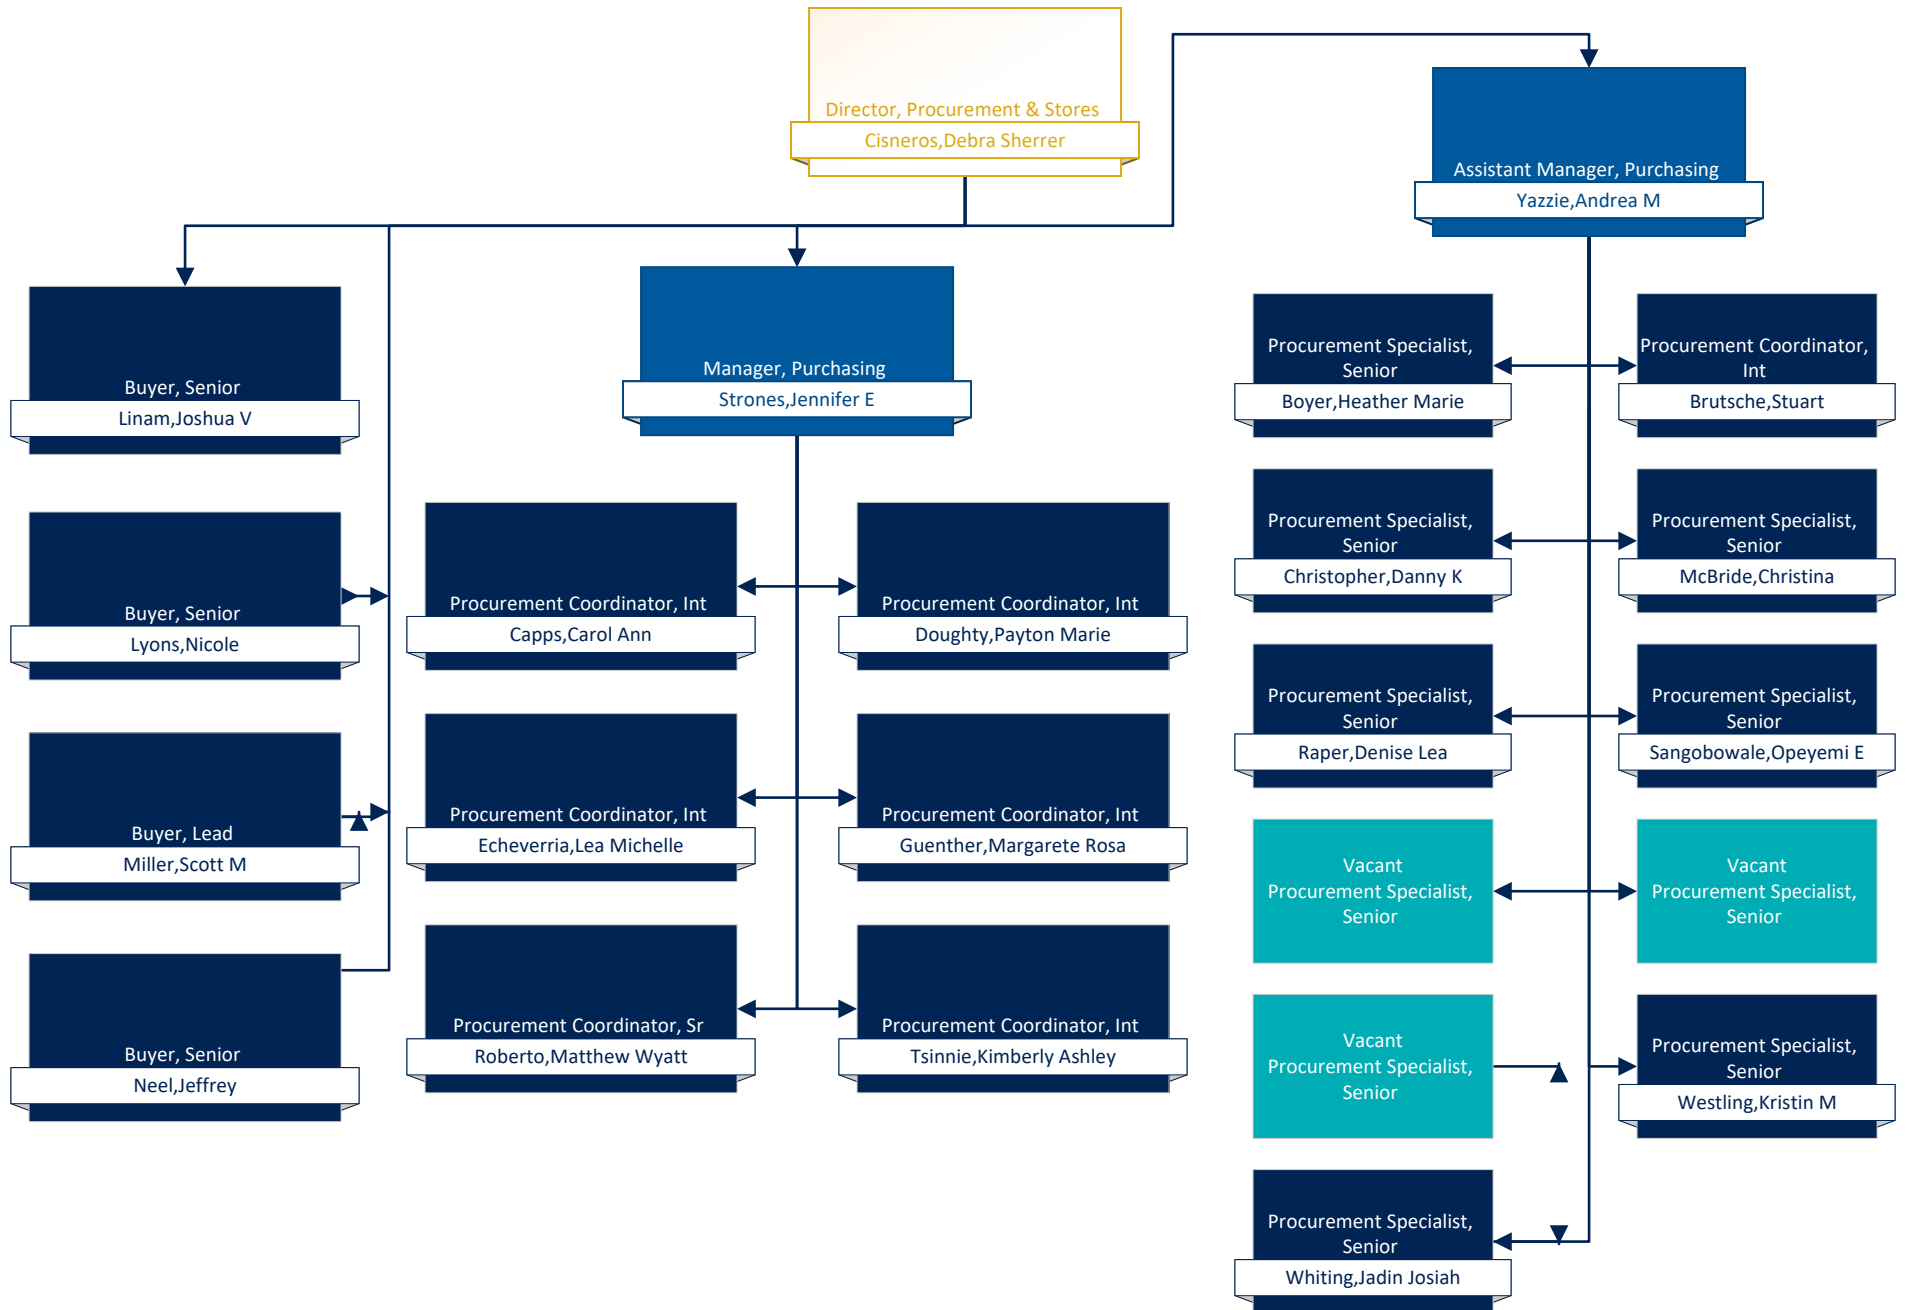 Director, Procurement & Stores
Cisneros,Debra Sherrer
Assistant Manager, Purchasing
Yazzie,Andrea M
Buyer, Senior
Linam,Joshua V
Manager, Purchasing
Strones,Jennifer E
Buyer, Senior
Lyons,Nicole
Buyer, Lead
Miller,Scott M
Buyer, Senior
Neel,Jeffrey
Procurement Coordinator, Int
Capps,Carol Ann
Procurement Coordinator, Int
Doughty,Payton Marie
Procurement Coordinator, Int
Echeverria,Lea Michelle
Procurement Coordinator, Int
Guenther,Margarete Rosa
Procurement Coordinator, Sr
Roberto,Matthew Wyatt
Procurement Coordinator, Int
Tsinnie,Kimberly Ashley
Procurement Specialist,
Senior
Boyer,Heather Marie
Procurement Coordinator,
Int
Brutsche,Stuart
Procurement Specialist,
Senior
Christopher,Danny K
Procurement Specialist,
Senior
McBride,Christina
Procurement Specialist,
Senior
Raper,Denise Lea
Procurement Specialist,
Senior
Sangobowale,Opeyemi E
Vacant
Procurement Specialist,
Senior
Vacant
Procurement Specialist,
Senior
Vacant
Procurement Specialist,
Senior
Procurement Specialist,
Senior
Westling,Kristin M
Procurement Specialist,
Senior
Whiting,Jadin Josiah